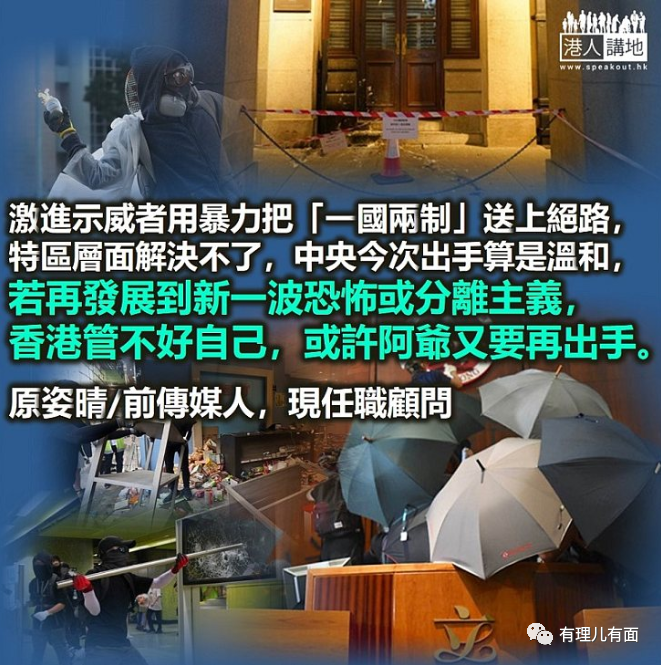 港人講地
www.speakout.hk
激進示威者用暴力把「一國兩制」送上絕路，
特區層面解決不了，中央今次出手算是溫和，
若再發展到新一波恐怖或分離主義，
香港管不好自己，或許阿爺又要再出手。
原姿晴/前傳媒人，現任職顧問
有理儿有面